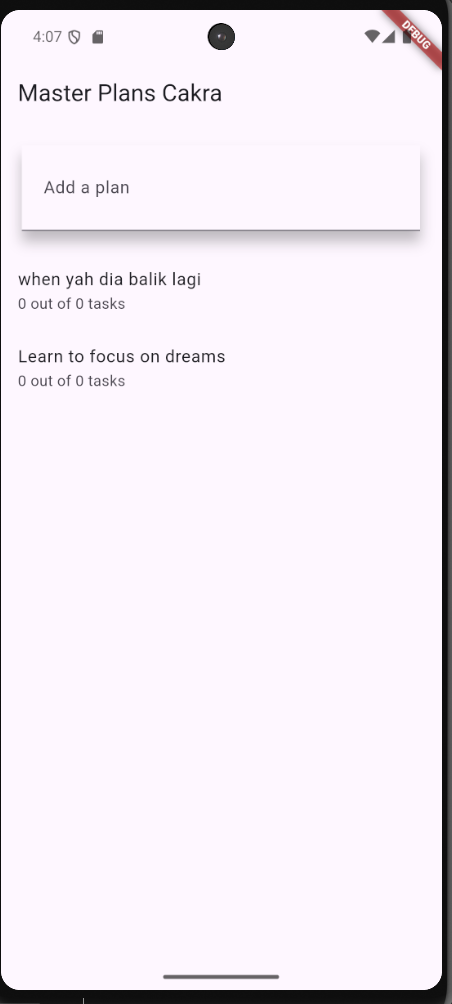 4:07
DEBUG
Master Plans Cakra
Add a plan
when yah dia balik lagi
0 out of 0 tasks
Learn to focus on dreams
0 out of 0 tasks